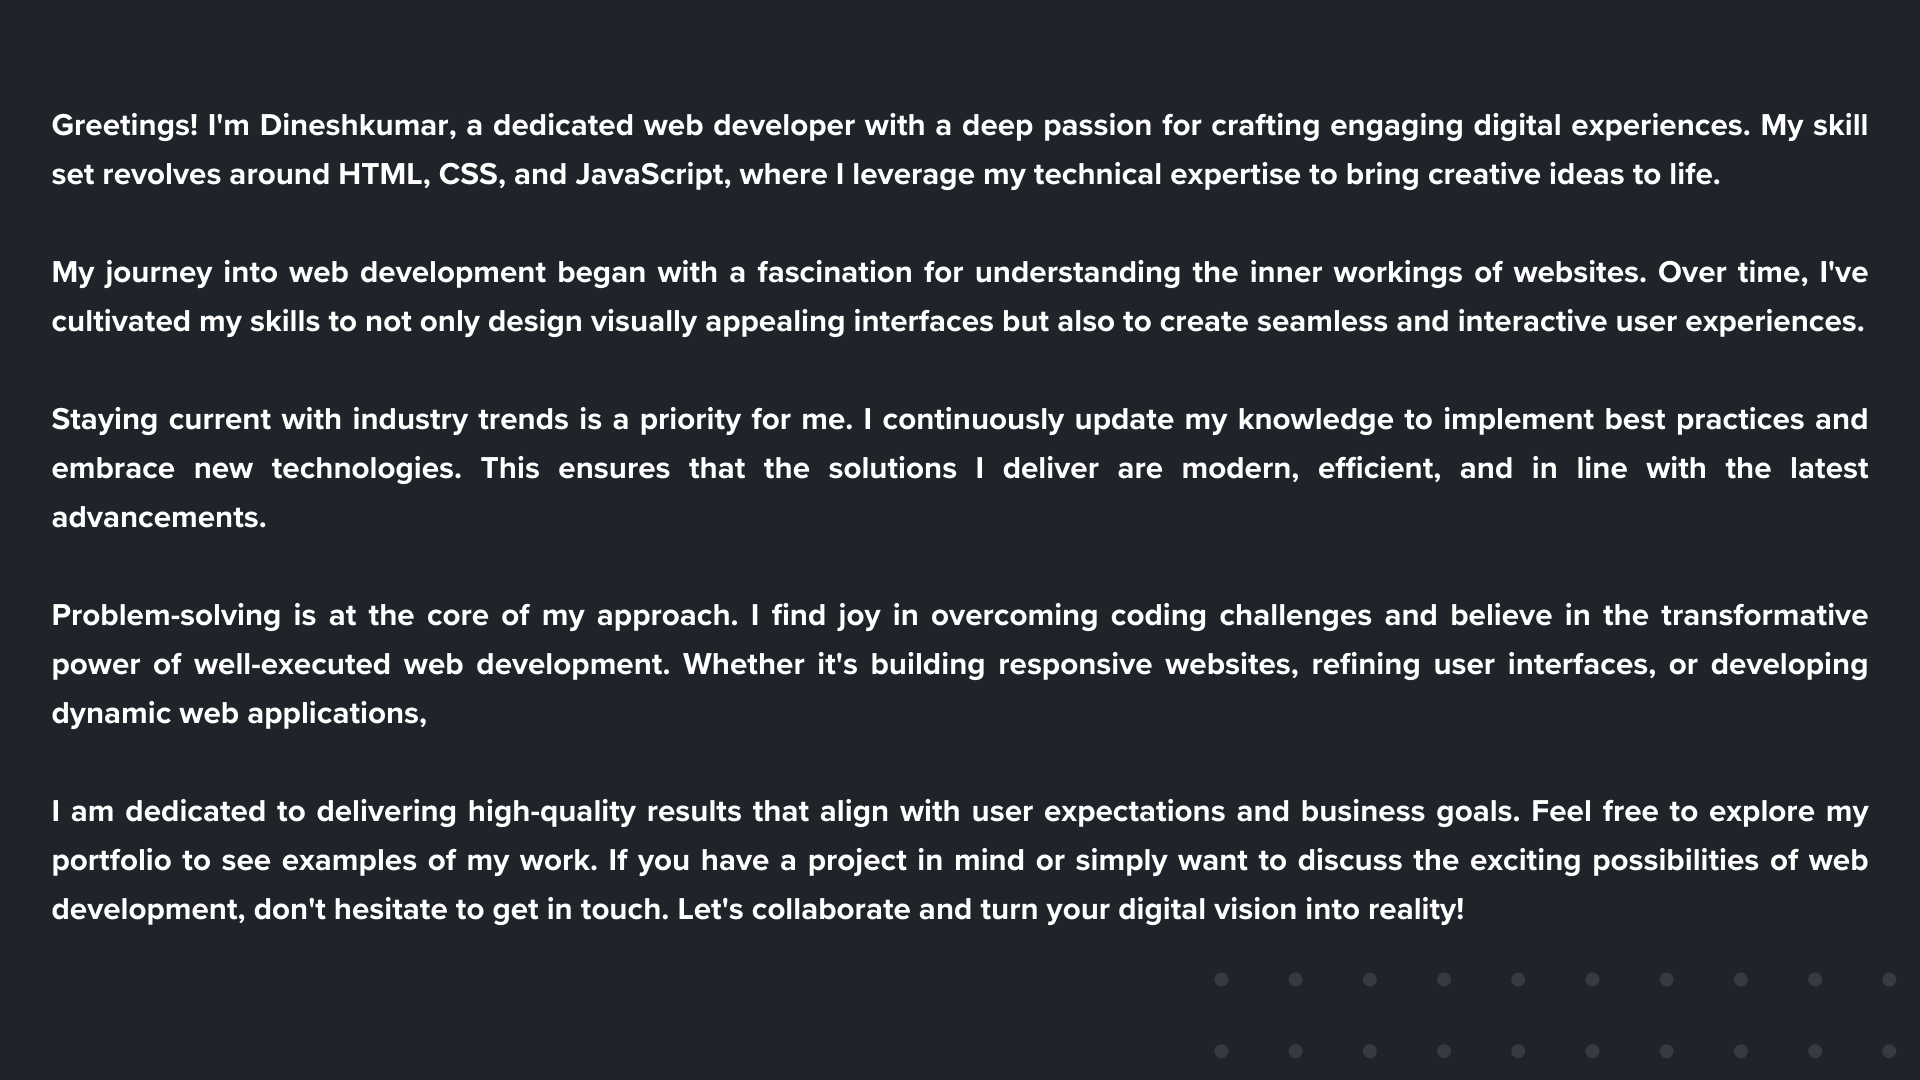 Greetings! I'm Dineshkumar, a dedicated web developer with a deep passion for crafting engaging digital experiences. My skill
set revolves around HTML, CSS, and JavaScript, where I leverage my technical expertise to bring creative ideas to life.
My journey into web development began with a fascination for understanding the inner workings of websites. Over time, I've
cultivated my skills to not only design visually appealing interfaces but also to create seamless and interactive user experiences.
Staying current with industry trends is a priority for me. I continuously update my knowledge to implement best practices and
embrace new technologies. This ensures that the solutions I deliver are modern, efficient, and in line with the latest
advancements.
Problem-solving is at the core of my approach. I find joy in overcoming coding challenges and believe in the transformative
power of well-executed web development. Whether it's building responsive websites, refining user interfaces, or developing
dynamic web applications,
I am dedicated to delivering high-quality results that align with user expectations and business goals. Feel free to explore my
portfolio to see examples of my work. If you have a project in mind or simply want to discuss the exciting possibilities of web
development, don't hesitate to get in touch. Let's collaborate and turn your digital vision into reality!